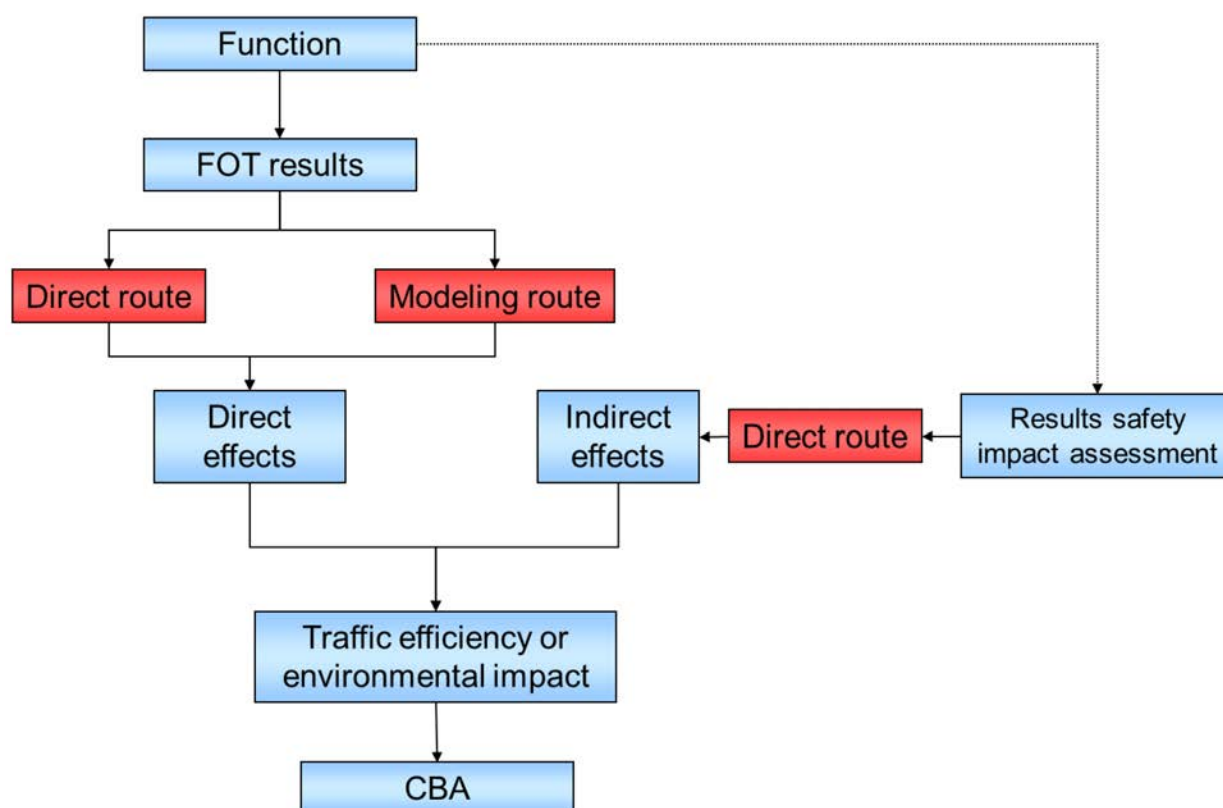 Function
FOT results
Direct route
Modeling route
Direct
effects
Indirect
effects
Direct route
Results safety
impact assessment
Traffic efficiency or
environmental impact
CBA